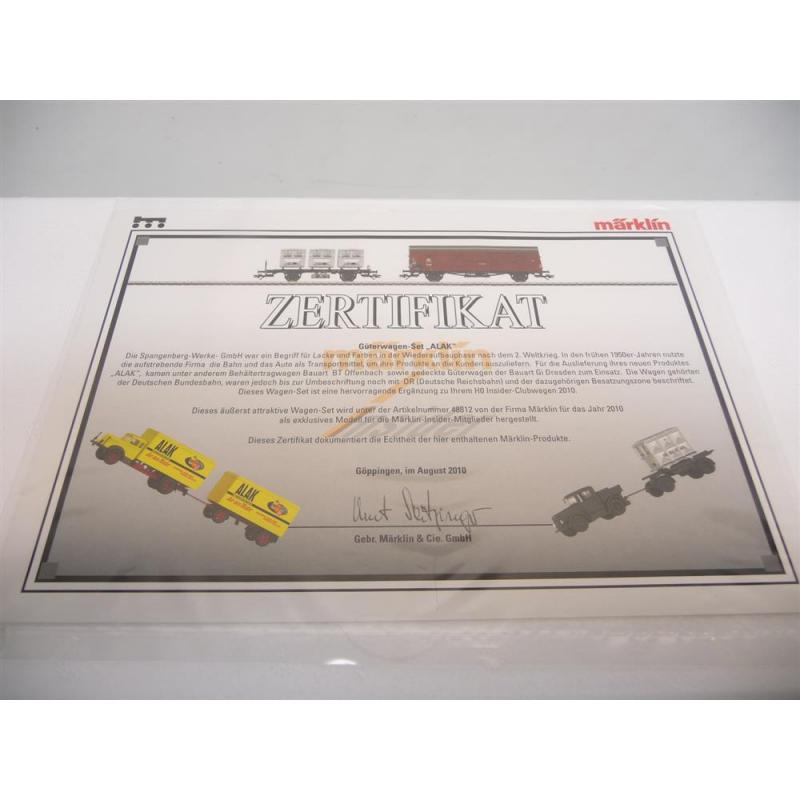 märklin
ZERTIFIKAT
Güterwagen-Set „ALAK“
Die Spangenberg-Werke- GmbH war ein Begriff für Lacke und Farben in der Wiederaufbauphase nach dem 2. Weltkrieg. In den frühen 1950er-Jahren nutzte
die aufstrebende Firma die Bahn und das Auto als Transportmittel, um ihre Produkte an die Kunden auszuliefern. Für die Auslieferung ihres neuen Produktes
„ALAK“, kamen unter anderem Behältertragwagen Bauart BT Offenbach sowie gedeckte Güterwagen der Bauart Gl Dresden zum Einsatz. Die Wagen gehörten
der Deutschen Bundesbahn, waren jedoch bis zur Umbeschriftung noch mit DR (Deutsche Reichsbahn) und der dazugehörigen Besatzungszone beschriftet.
Dieses Wagen-Set ist eine hervorragende Ergänzung zu Ihrem H0 Insider-Clubwagen 2010.
Dieses äußerst attraktive Wagen-Set wird unter der Artikelnummer 48812 von der Firma Märklin für das Jahr 2010
als exklusives Modell für die Märklin-Insider-Mitglieder hergestellt.
Dieses Zertifikat dokumentiert die Echtheit der hier enthaltenen Märklin-Produkte.
Göppingen, im August 2010
Gebr. Märklin & Cie. GmbH
ALAK
ALAK